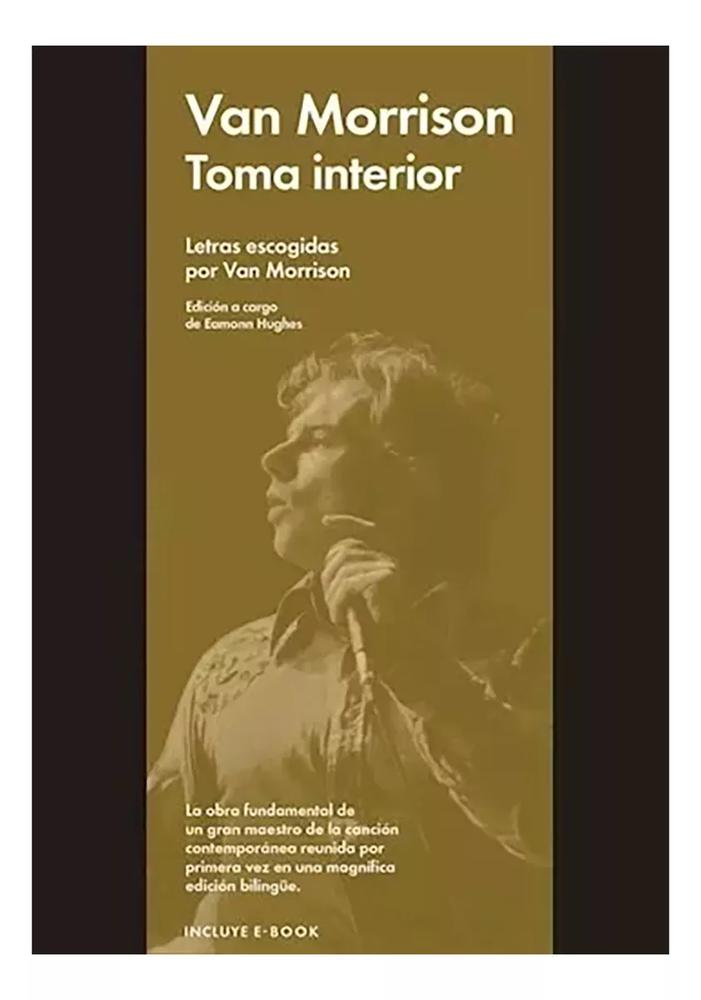 Van Morrison
Toma interior
Letras escogidas
por Van Morrison
Edición a cargo
de Eamonn Hughes
La obra fundamental de
un gran maestro de la canción
contemporánea reunida por
primera vez en una magnífica
edición bilingüe.
INCLUYE E-BOOK